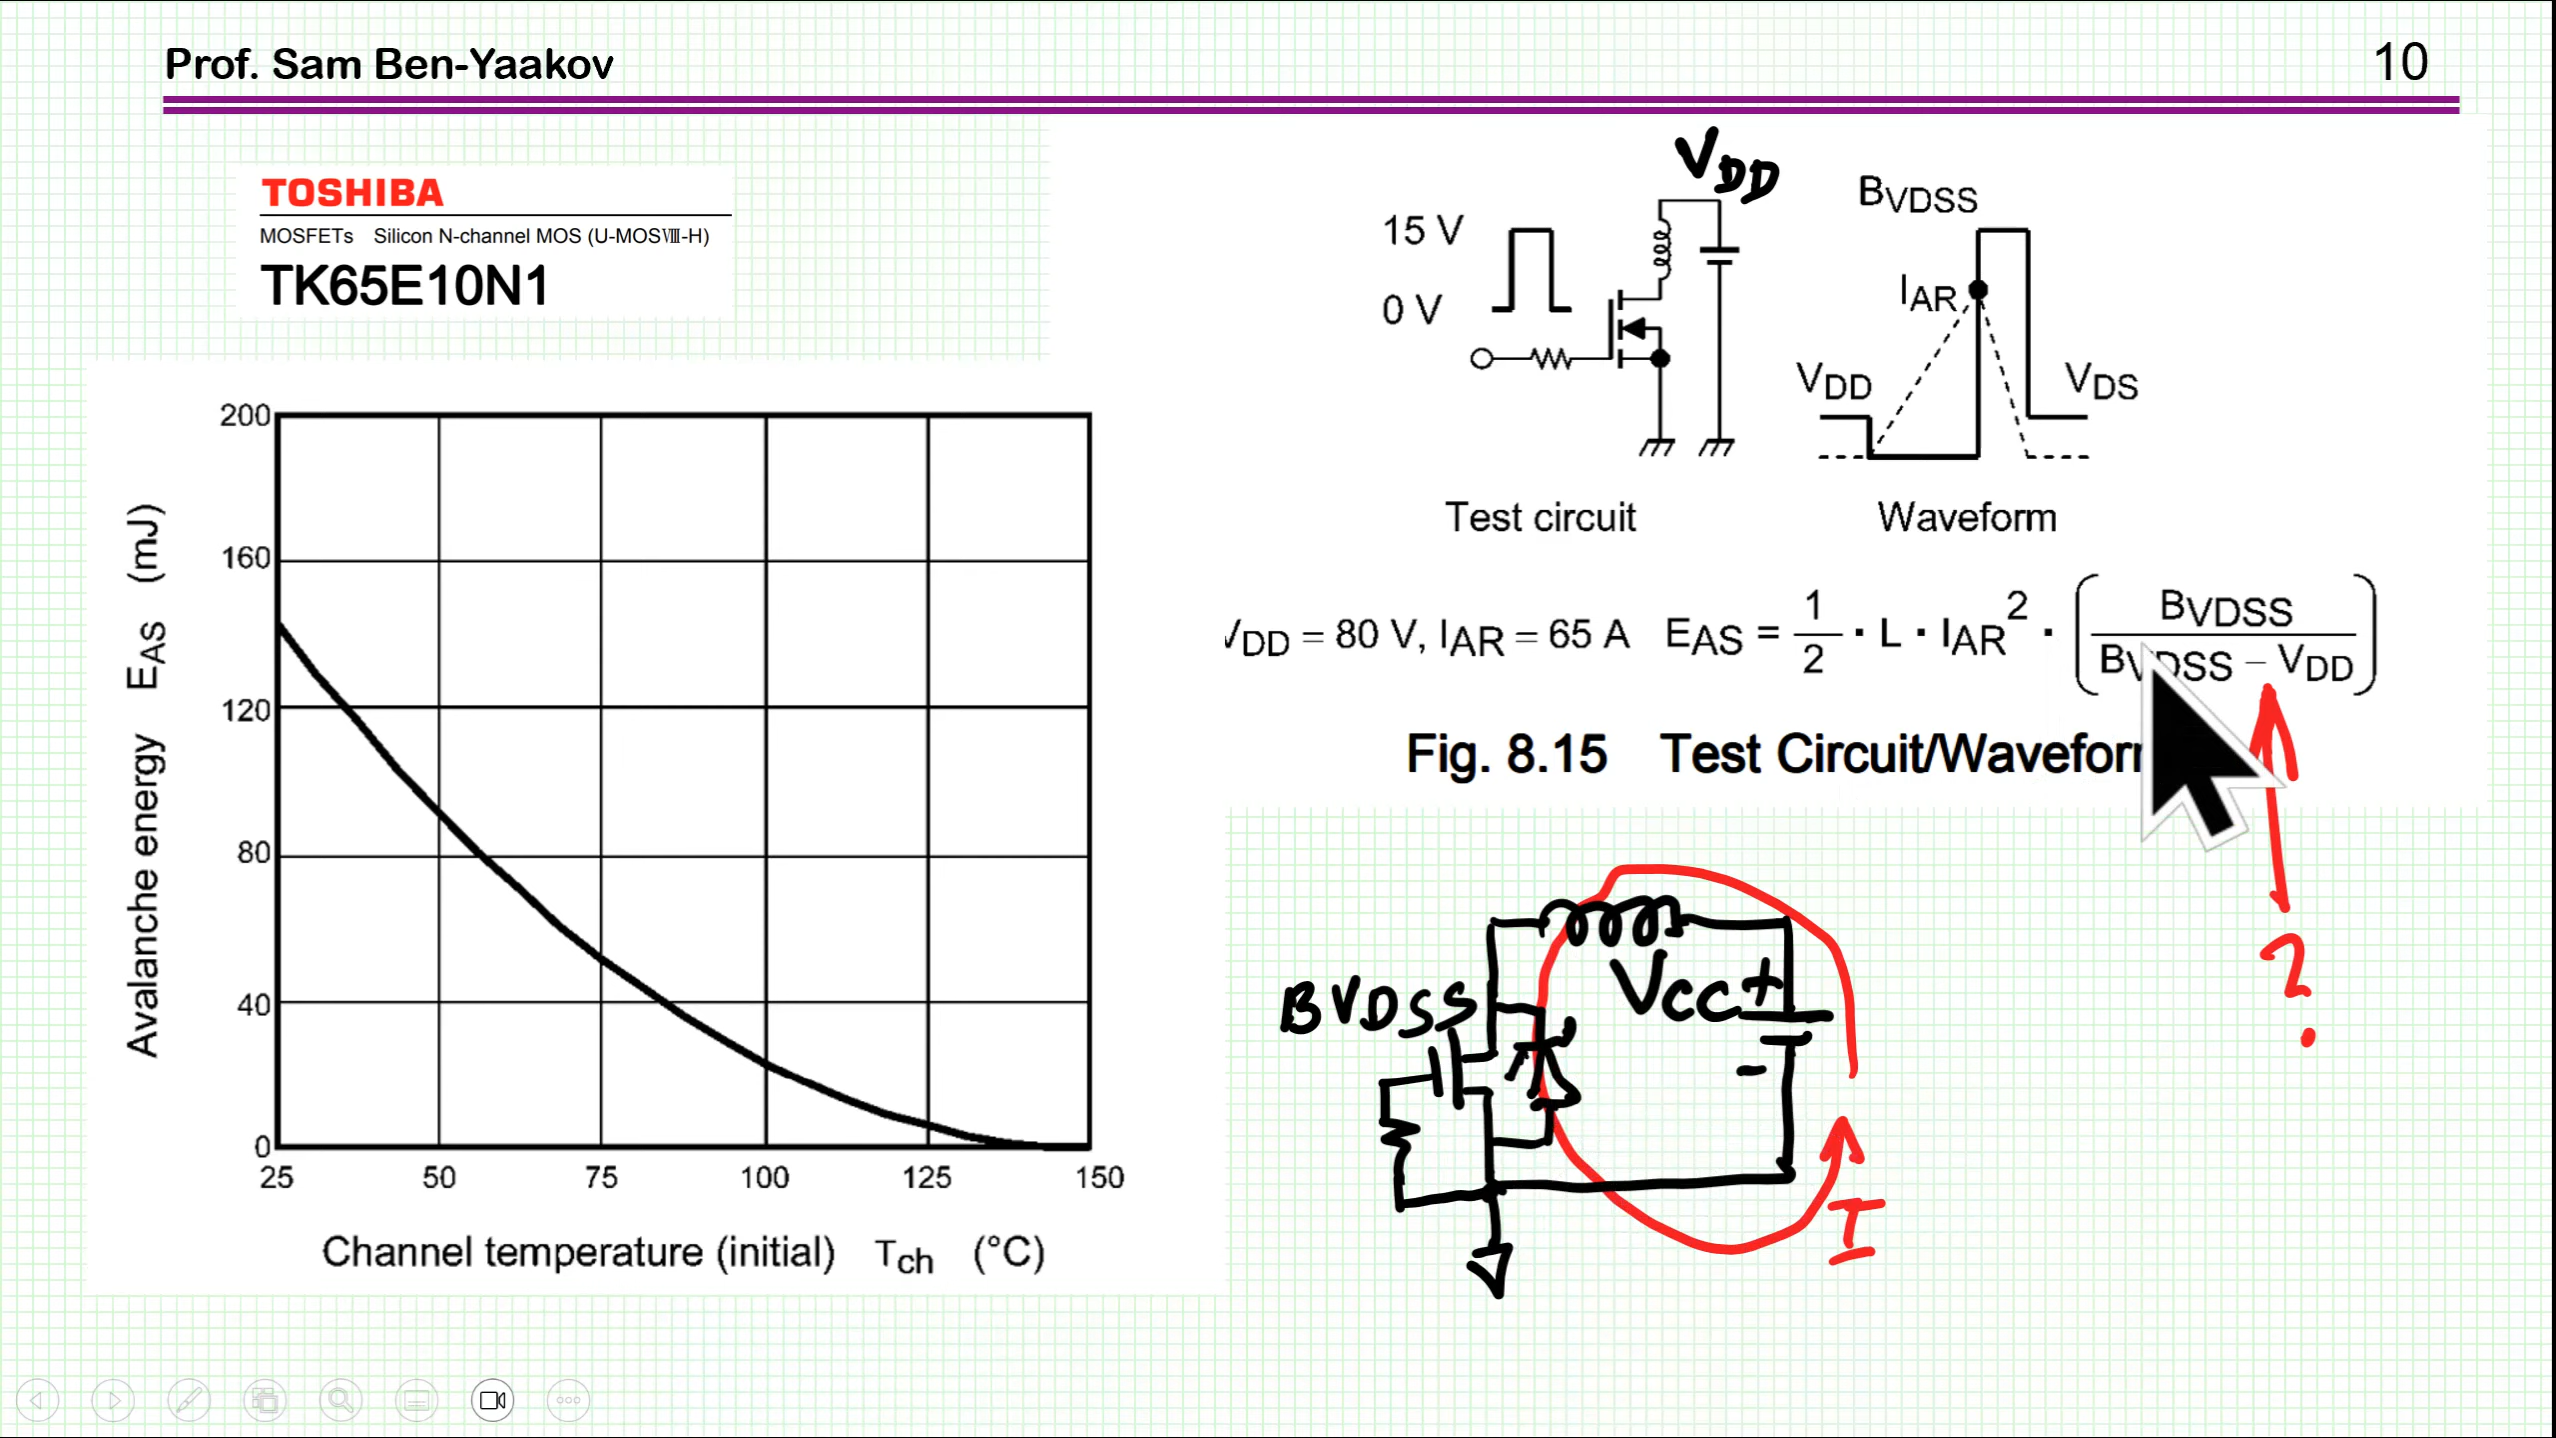 Prof. Sam Ben-Yaakov
10
TOSHIBA
MOSFETs Silicon N-channel MOS (U-MOSⅧ-H)
TK65E10N1
200
160
120
80
40
0
25 50 75 100 125 150
Avalanche energy EAS (mJ)
Channel temperature (initial) Tch (°C)
VDD
15 V
0 V
Test circuit
BVDSS
IAR
VDD
VDS
Waveform
VDD = 80 V, IAR = 65 A EAS = 1/2 · L · IAR² · (BVDSS / BVDSS − VDD)
Fig. 8.15 Test Circuit/Wavefor
BVDSS
VCC
+
-
I
?